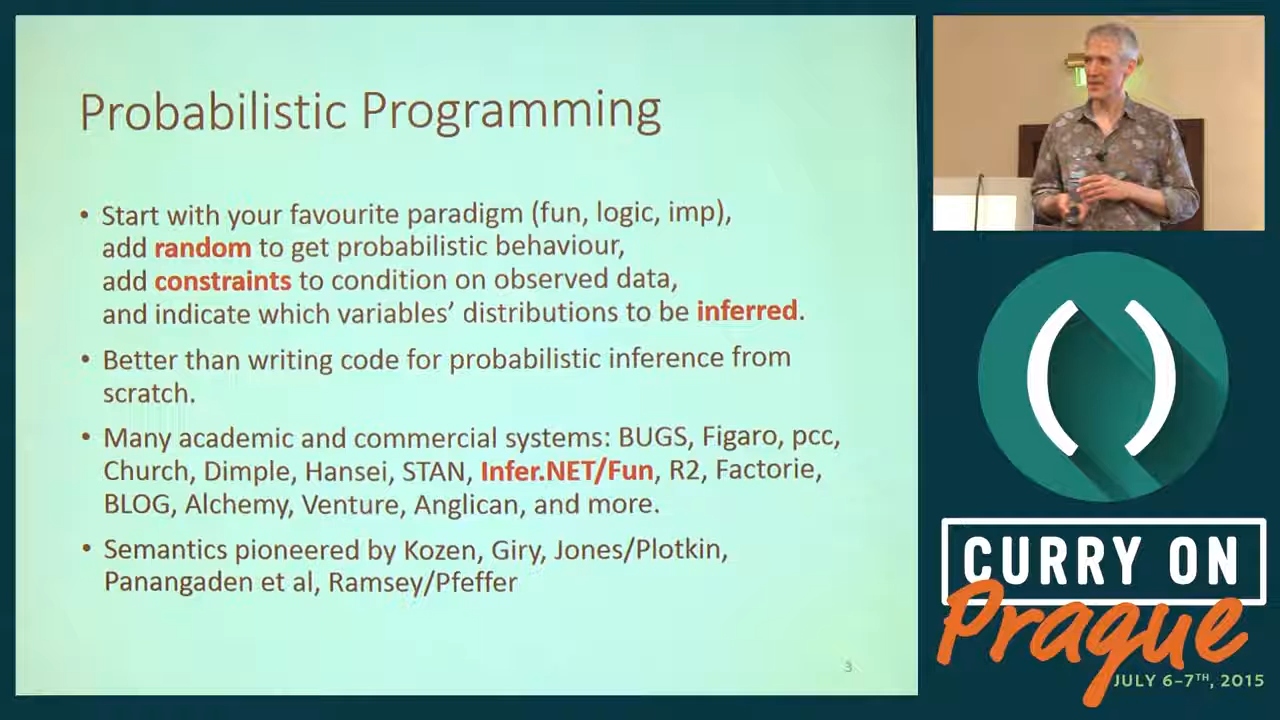 Probabilistic Programming
• Start with your favourite paradigm (fun, logic, imp),
add random to get probabilistic behaviour,
add constraints to condition on observed data,
and indicate which variables' distributions to be inferred.
• Better than writing code for probabilistic inference from
scratch.
• Many academic and commercial systems: BUGS, Figaro, pcc,
Church, Dimple, Hansei, STAN, Infer.NET/Fun, R2, Factorie,
BLOG, Alchemy, Venture, Anglican, and more.
• Semantics pioneered by Kozen, Giry, Jones/Plotkin,
Panangaden et al, Ramsey/Pfeffer
3
( )
CURRY ON
Prague
JULY 6–7TH, 2015